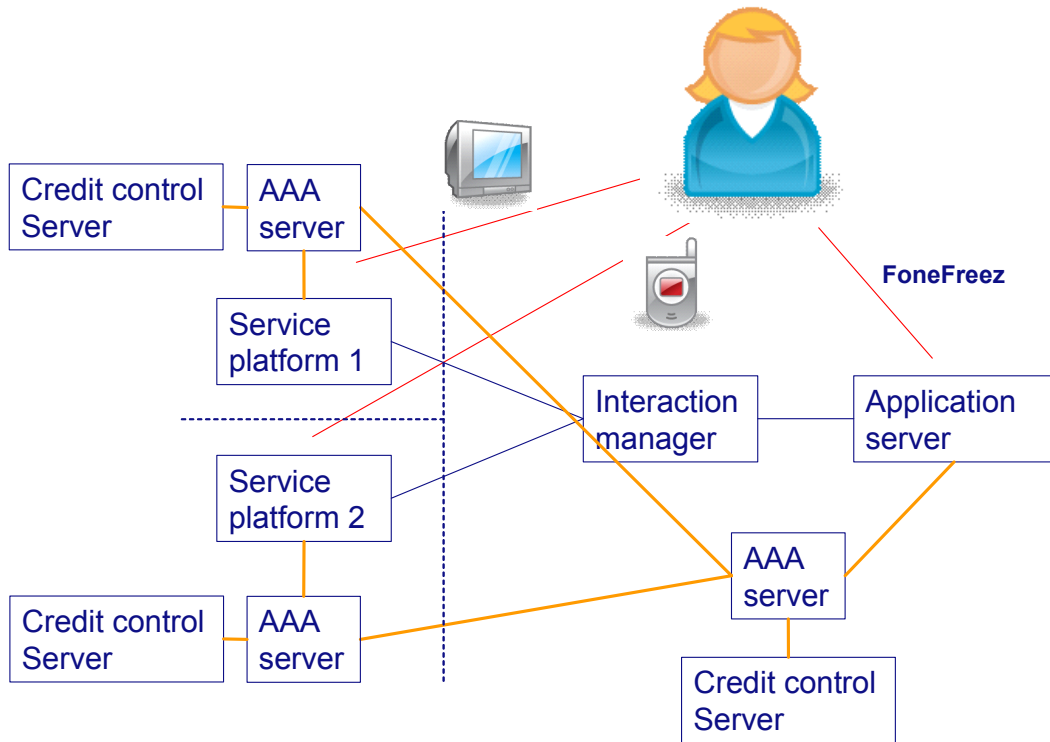 Credit control
Server
AAA
server
FoneFreez
Service
platform 1
Interaction
manager
Application
server
Service
platform 2
AAA
server
Credit control
Server
AAA
server
Credit control
Server